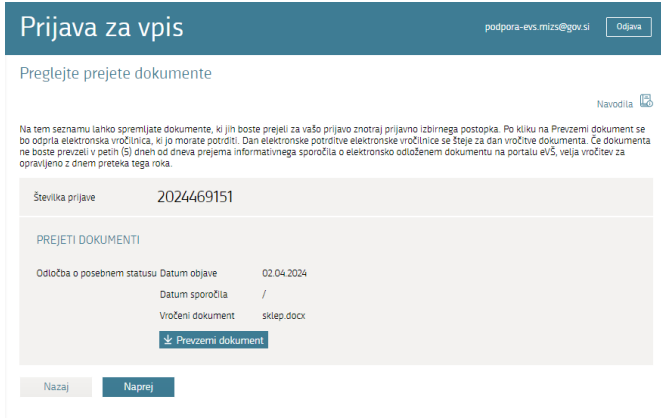 Prijava za vpis
podpora-evs.mizs@gov.si
Odjava
Preglejte prejete dokumente
Navodila
Na tem seznamu lahko spremljate dokumente, ki jih boste prejeli za vašo prijavo znotraj prijavno izbirnega postopka. Po kliku na Prevzemi dokument se
bo odprla elektronska vročilnica, ki jo morate potrditi. Dan elektronske potrditve elektronske vročilnice se šteje za dan vročitve dokumenta. Če dokumenta
ne boste prevzeli v petih (5) dneh od dneva prejema informativnega sporočila o elektronsko odloženem dokumentu na portalu eVŠ, velja vročitev za
opravljeno z dnem preteka tega roka.
Številka prijave 2024469151
PREJETI DOKUMENTI
Odločba o posebnem statusu Datum objave 02.04.2024
Datum sporočila /
Vročeni dokument sklep.docx
Prevzemi dokument
Nazaj
Naprej